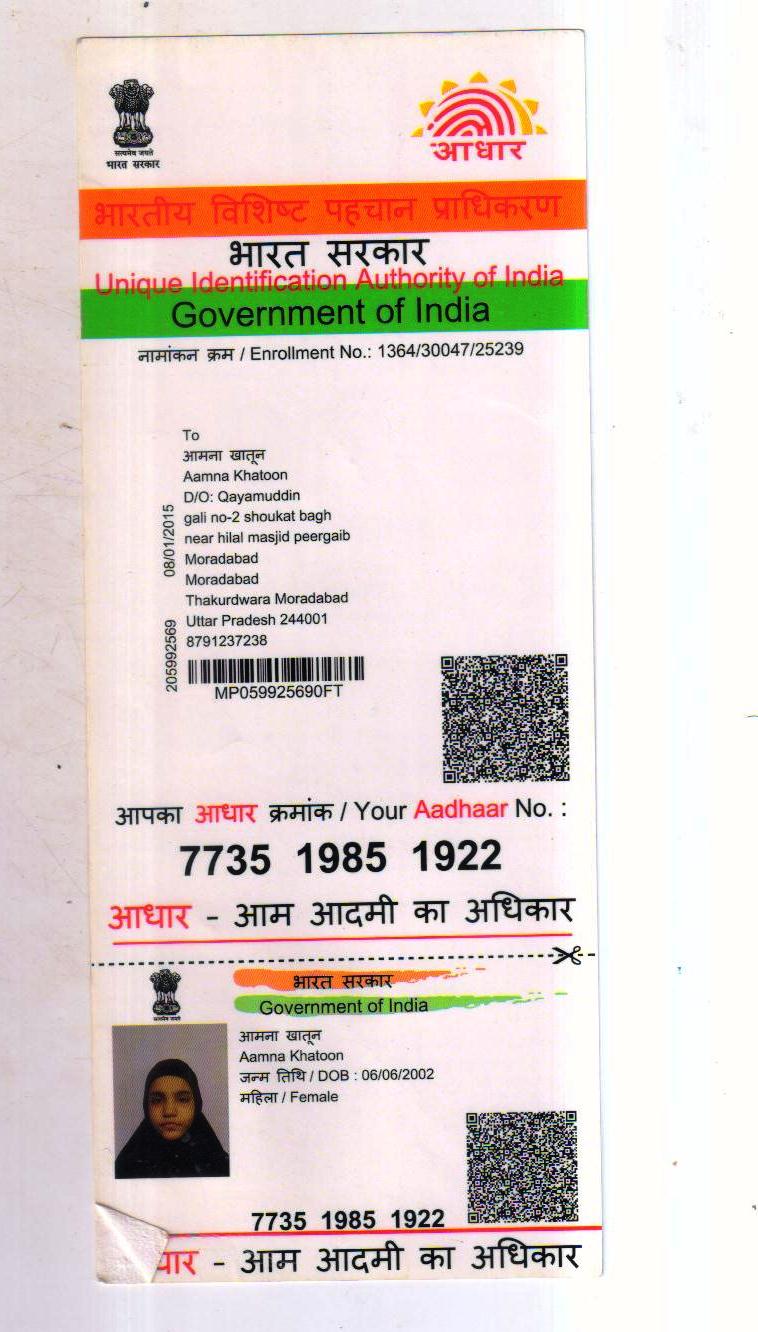 सत्यमेव जयते
भारत सरकार
आधार
भारतीय विशिष्ट पहचान प्राधिकरण
भारत सरकार
Unique Identification Authority of India
Government of India
नामांकन क्रम / Enrollment No.: 1364/30047/25239
To
आमना खातून
Aamna Khatoon
D/O: Qayamuddin
gali no-2 shoukat bagh
near hilal masjid peergaib
Moradabad
Moradabad
Thakurdwara Moradabad
Uttar Pradesh 244001
8791237238
08/01/2015
205992569
MP059925690FT
आपका आधार क्रमांक / Your Aadhaar No. :
7735 1985 1922
आधार - आम आदमी का अधिकार
भारत सरकार
Government of India
आमना खातून
Aamna Khatoon
जन्म तिथि / DOB : 06/06/2002
महिला / Female
7735 1985 1922
- आम आदमी का अधिकार